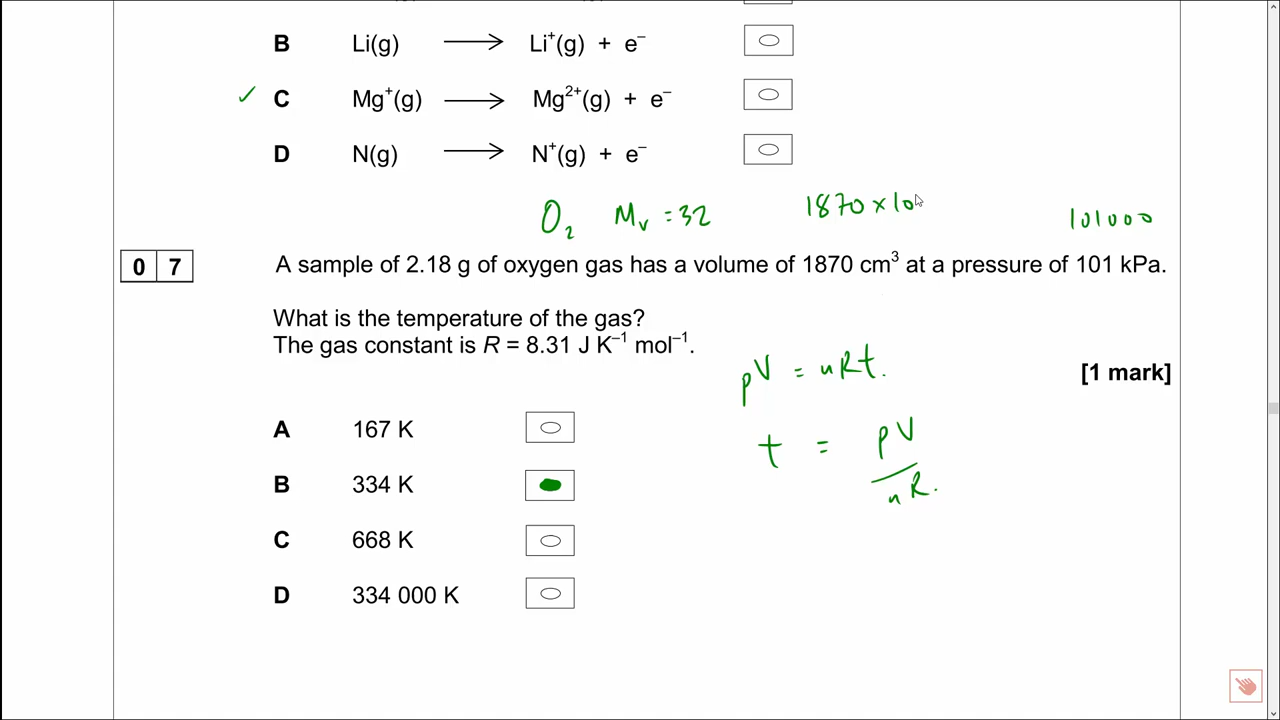 B Li(g) ⟶ Li⁺(g) + e⁻
✓ C Mg⁺(g) ⟶ Mg²⁺(g) + e⁻
D N(g) ⟶ N⁺(g) + e⁻
O₂ Mr = 32 1870 × 10 101000
0 7 A sample of 2.18 g of oxygen gas has a volume of 1870 cm³ at a pressure of 101 kPa.
What is the temperature of the gas?
The gas constant is R = 8.31 J K⁻¹ mol⁻¹.
pV = nRt.
[1 mark]
A 167 K
t = pV / nR.
B 334 K
C 668 K
D 334 000 K